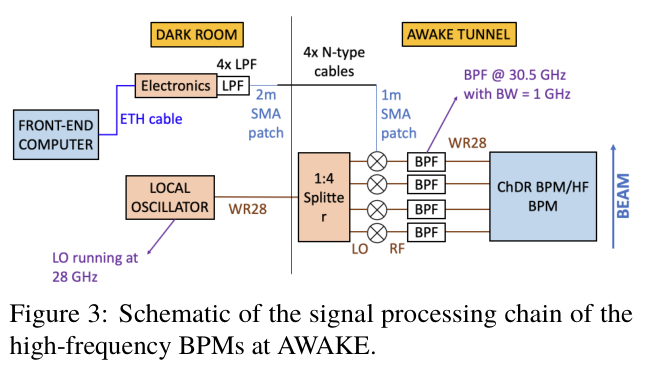 DARK ROOM
AWAKE TUNNEL
4x LPF
4x N-type
cables
BPF @ 30.5 GHz
with BW = 1 GHz
Electronics
LPF
2m
SMA
patch
1m
SMA
patch
ETH cable
FRONT-END
COMPUTER
WR28
1:4
Splitte
r
BPF
BPF
BPF
BPF
ChDR BPM/HF
BPM
BEAM
LOCAL
OSCILLATOR
WR28
LO
RF
LO running at
28 GHz
Figure 3: Schematic of the signal processing chain of the
high-frequency BPMs at AWAKE.